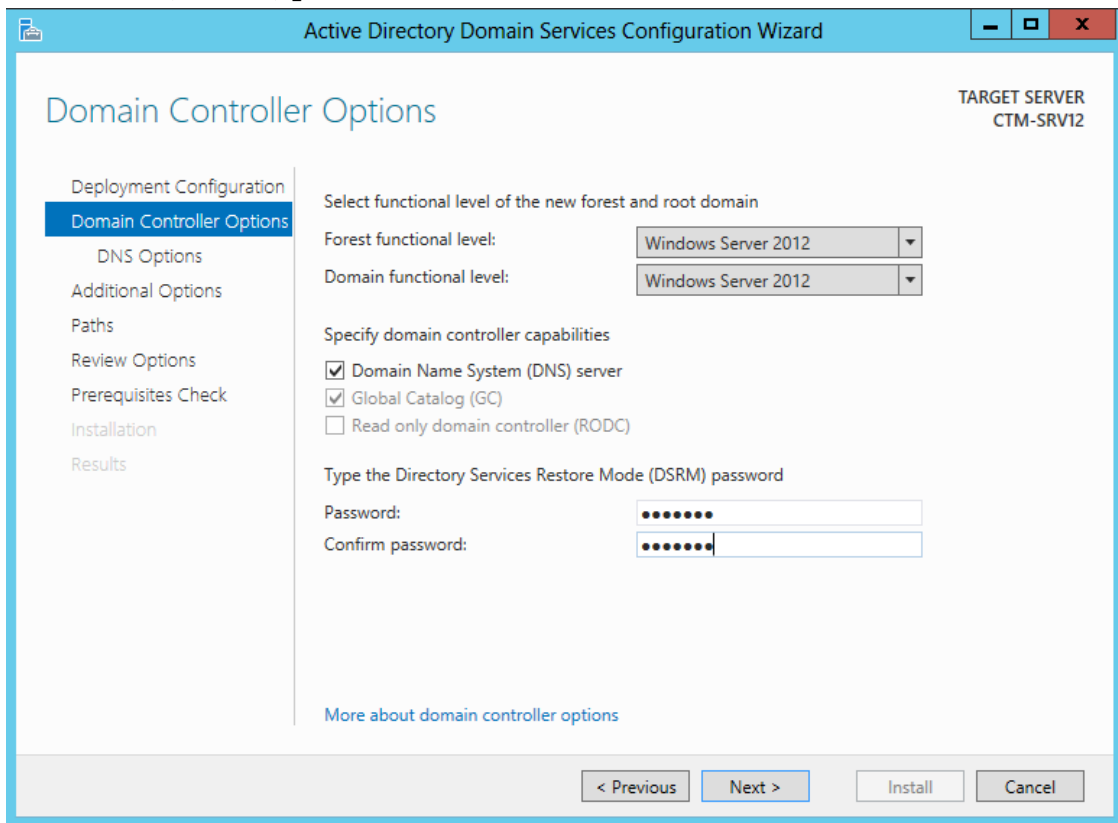 Active Directory Domain Services Configuration Wizard
Domain Controller Options
TARGET SERVER
CTM-SRV12
Deployment Configuration
Domain Controller Options
DNS Options
Additional Options
Paths
Review Options
Prerequisites Check
Installation
Results
Select functional level of the new forest and root domain
Forest functional level: Windows Server 2012
Domain functional level: Windows Server 2012
Specify domain controller capabilities
Domain Name System (DNS) server
Global Catalog (GC)
Read only domain controller (RODC)
Type the Directory Services Restore Mode (DSRM) password
Password: •••••••
Confirm password: •••••••
More about domain controller options
< Previous Next > Install Cancel